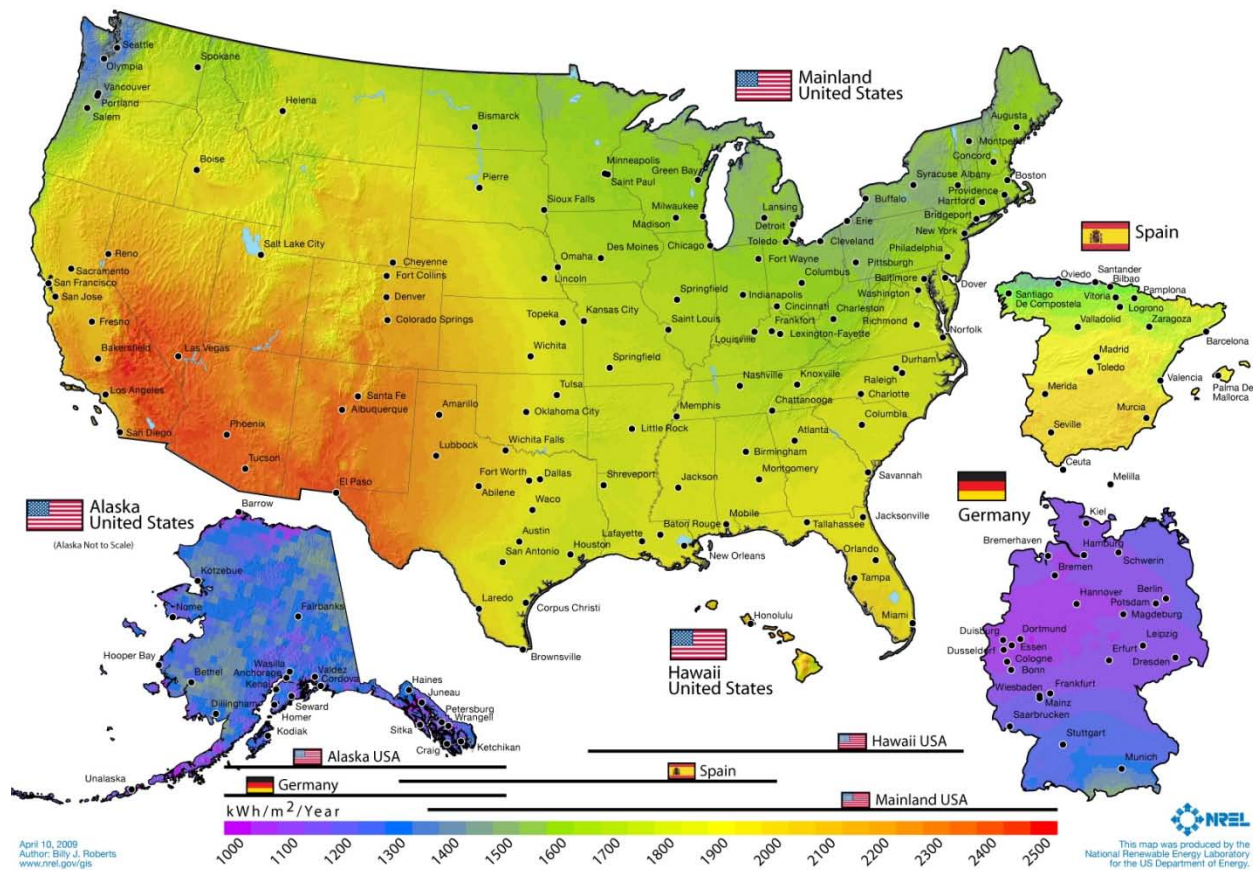 Mainland
United States
Seattle
Olympia
Spokane
Vancouver
Portland
Salem
Helena
Bismarck
Boise
Pierre
Minneapolis
Saint Paul
Green Bay
Augusta
Montpelier
Concord
Syracuse Albany
Boston
Providence
Hartford
Buffalo
Bridgeport
New York
Sioux Falls
Madison
Milwaukee
Lansing
Detroit
Erie
Reno
Salt Lake City
Cheyenne
Fort Collins
Omaha
Des Moines
Chicago
Toledo
Cleveland
Philadelphia
Sacramento
San Francisco
San Jose
Denver
Colorado Springs
Lincoln
Fort Wayne
Columbus
Pittsburgh
Baltimore
Washington
Dover
Fresno
Topeka
Kansas City
Springfield
Indianapolis
Cincinnati
Charleston
Saint Louis
Frankfort
Louisville
Lexington-Fayette
Richmond
Norfolk
Bakersfield
Las Vegas
Wichita
Springfield
Durham
Raleigh
Los Angeles
Santa Fe
Albuquerque
Amarillo
Tulsa
Oklahoma City
Nashville
Knoxville
Chattanooga
Charlotte
Columbia
San Diego
Phoenix
Tucson
Lubbock
Wichita Falls
Little Rock
Memphis
Atlanta
Birmingham
Montgomery
Savannah
El Paso
Fort Worth
Dallas
Abilene
Waco
Shreveport
Jackson
Mobile
Tallahassee
Jacksonville
Austin
San Antonio
Houston
Lafayette
Baton Rouge
New Orleans
Orlando
Tampa
Miami
Laredo
Corpus Christi
Brownsville
Spain
Oviedo
Santander
Bilbao
Pamplona
Santiago
De Compostela
Vitoria
Logrono
Valladolid
Zaragoza
Barcelona
Madrid
Toledo
Merida
Valencia
Palma De
Mallorca
Seville
Murcia
Ceuta
Melilla
Alaska
United States
(Alaska Not to Scale)
Barrow
Kotzebue
Nome
Fairbanks
Hooper Bay
Bethel
Wasilla
Anchorage
Kenai
Valdez
Cordova
Dillingham
Seward
Homer
Kodiak
Unalaska
Haines
Juneau
Petersburg
Wrangell
Sitka
Craig
Ketchikan
Honolulu
Hawaii
United States
Germany
Kiel
Bremerhaven
Hamburg
Schwerin
Bremen
Hannover
Berlin
Potsdam
Magdeburg
Duisburg
Dortmund
Essen
Dusseldorf
Cologne
Bonn
Leipzig
Erfurt
Dresden
Wiesbaden
Frankfurt
Mainz
Saarbrucken
Stuttgart
Munich
Hawaii USA
Alaska USA
Spain
Germany
Mainland USA
kWh/m²/Year
1000 1100 1200 1300 1400 1500 1600 1700 1800 1900 2000 2100 2200 2300 2400 2500
April 10, 2009
Author: Billy J. Roberts
www.nrel.gov/gis
NREL
This map was produced by the
National Renewable Energy Laboratory
for the US Department of Energy.